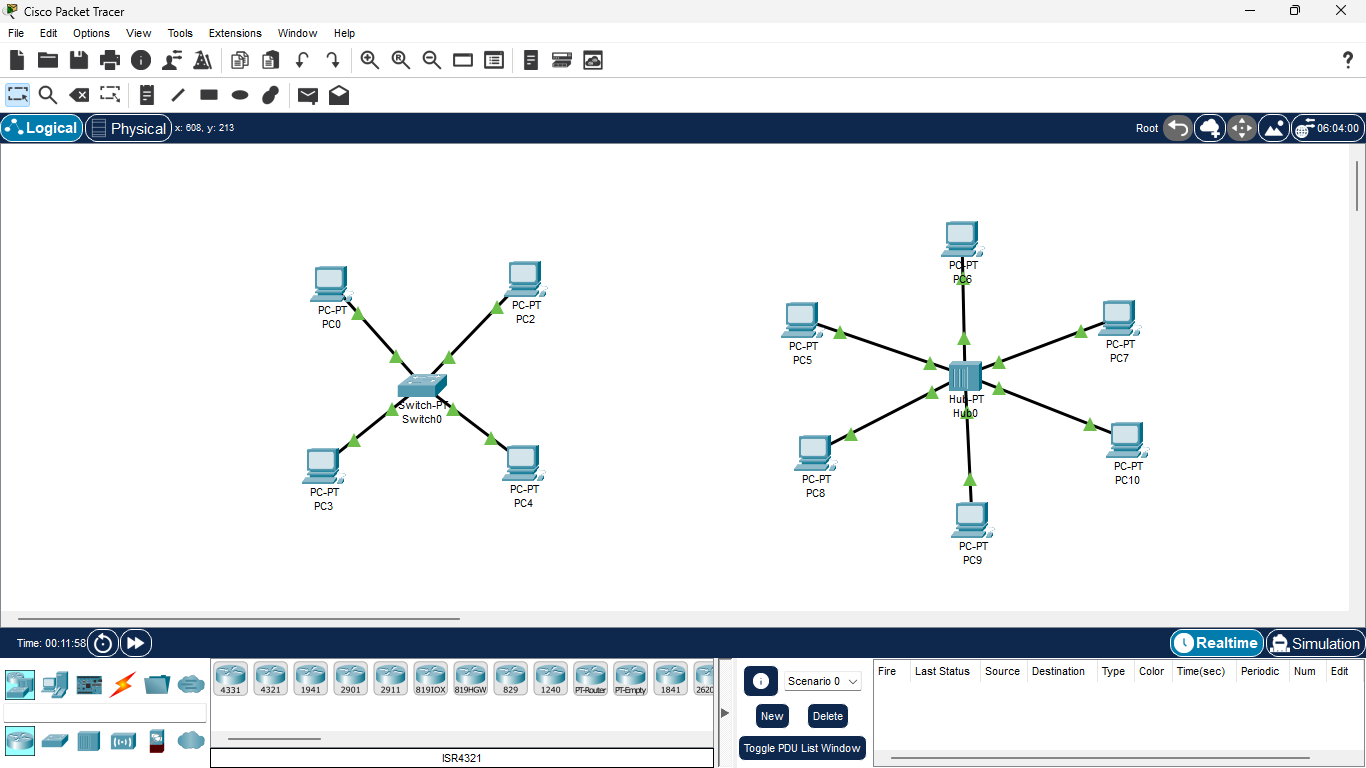 Cisco Packet Tracer
File Edit Options View Tools Extensions Window Help
Logical Physical x: 608, y: 213 Root 06:04:00
PC-PT
PC6
PC-PT
PC2
PC-PT
PC0
PC-PT
PC7
PC-PT
PC5
Switch-PT
Switch0
Hub-PT
Hub0
PC-PT
PC3
PC-PT
PC4
PC-PT
PC8
PC-PT
PC10
PC-PT
PC9
Time: 00:11:58 Realtime Simulation
4331 4321 1941 2901 2911 819IOX 819HGW 829 1240 PT-Router PT-Empty 1841 2620
ISR4321
Scenario 0
New Delete
Toggle PDU List Window
Fire Last Status Source Destination Type Color Time(sec) Periodic Num Edit